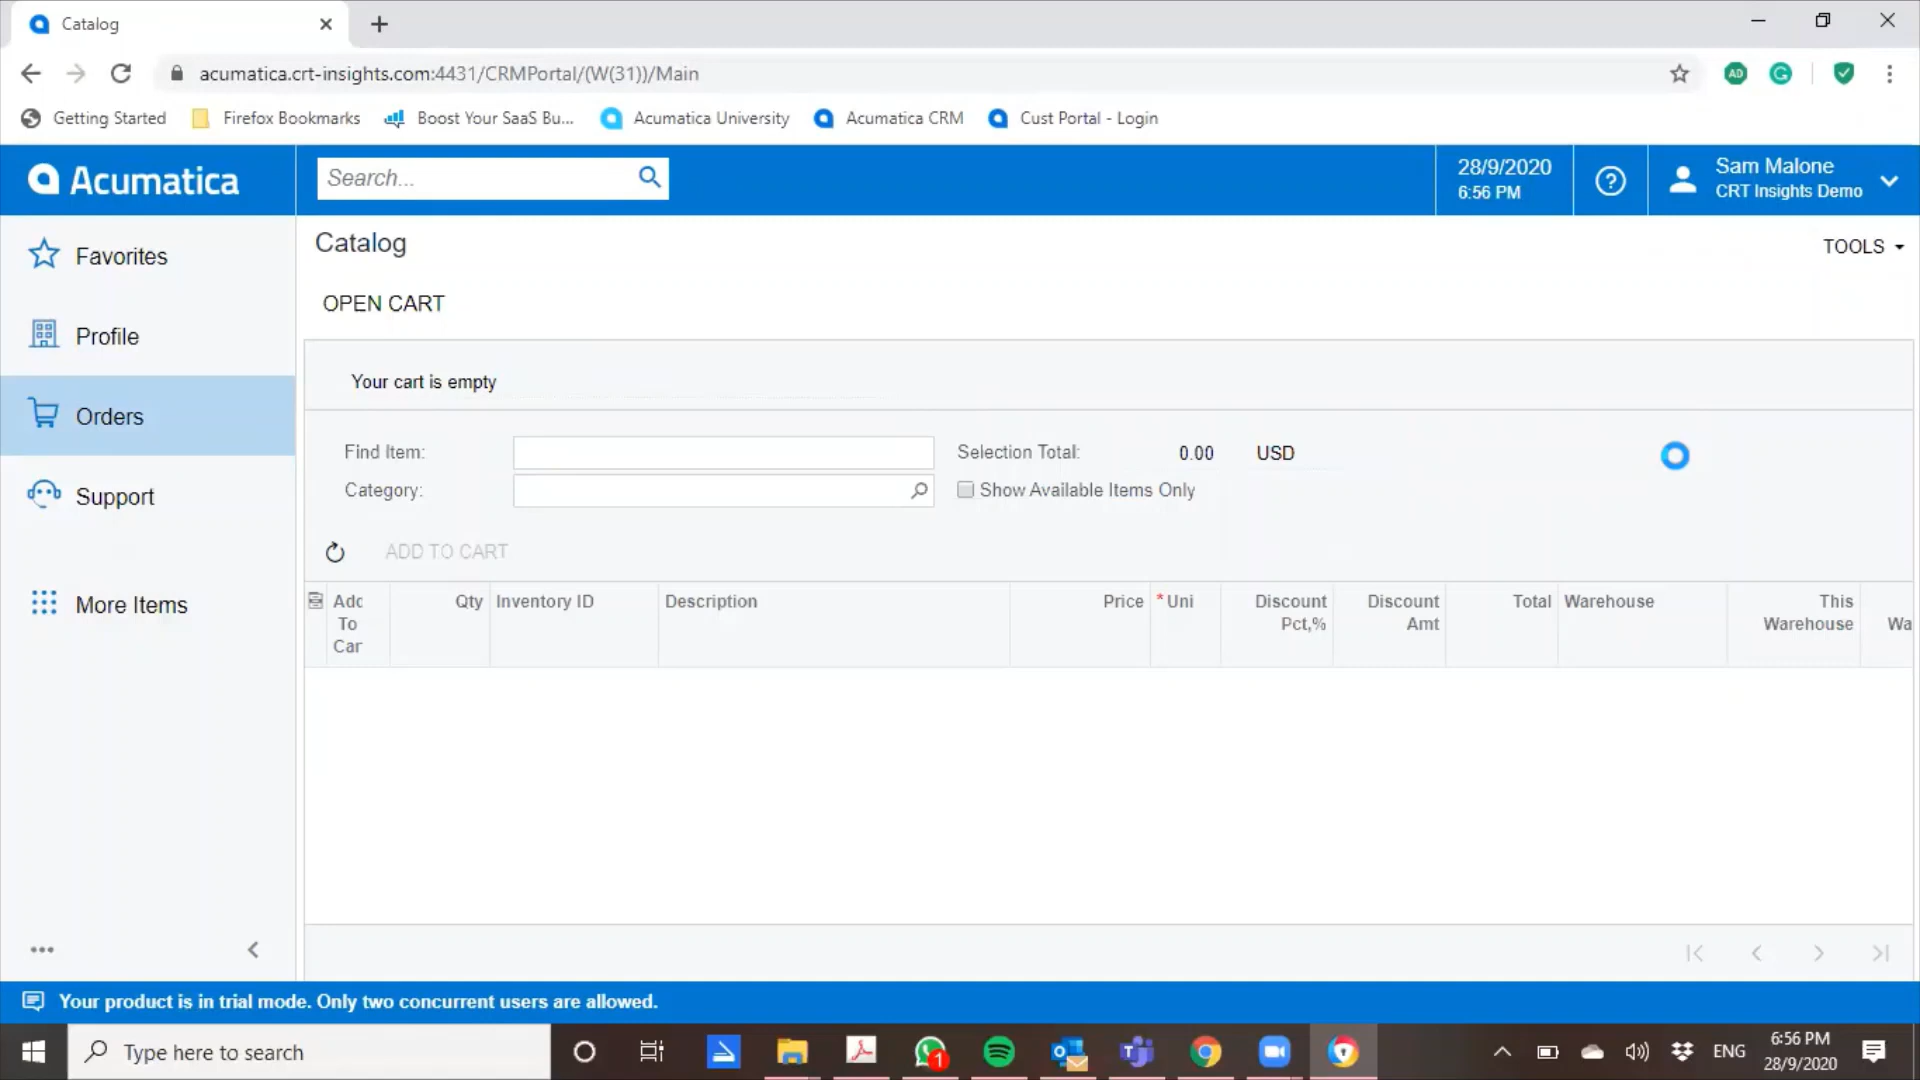 Catalog
acumatica.crt-insights.com:4431/CRMPortal/(W(31))/Main
Getting Started
Firefox Bookmarks
Boost Your SaaS Bu...
Acumatica University
Acumatica CRM
Cust Portal - Login
Acumatica
Search...
28/9/2020
6:56 PM
Sam Malone
CRT Insights Demo
Favorites
Profile
Orders
Support
More Items
Catalog
TOOLS
OPEN CART
Your cart is empty
Find Item:
Selection Total: 0.00 USD
Category:
Show Available Items Only
ADD TO CART
Add To Car
Qty
Inventory ID
Description
Price
* Uni
Discount Pct,%
Discount Amt
Total
Warehouse
This Warehouse
Wa
Your product is in trial mode. Only two concurrent users are allowed.
Type here to search
1
ENG
6:56 PM
28/9/2020
AD